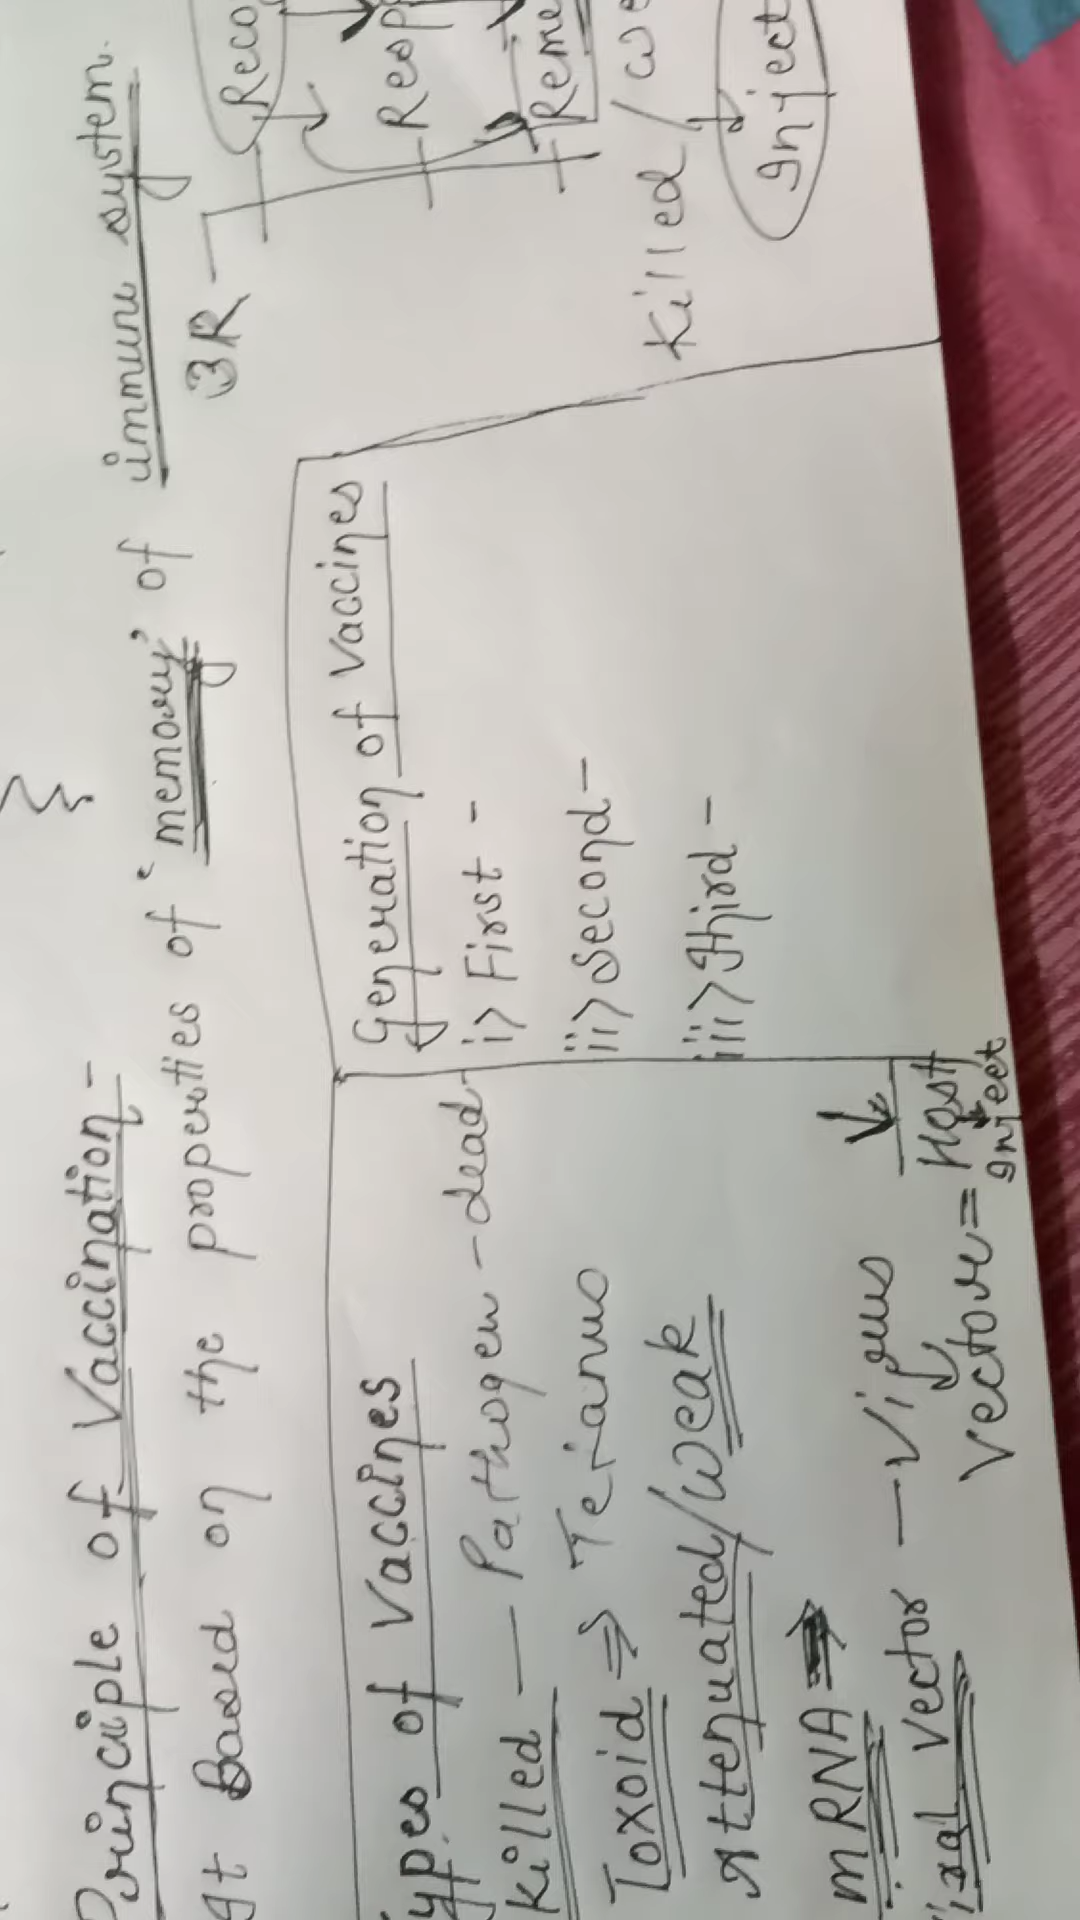 Principle of Vaccination -
It Based on the properties of 'memory' of immune system.
3R
Reco
Resp
Reme
Killed / we
Inject
Types of Vaccines
Killed — Pathogen - dead
Toxoid ⇒ Tetanus
Attenuated/Weak
mRNA ⇒
Viral Vector — Virus
Vector = Host
Inject
Generation of Vaccines
i> First -
ii> Second -
iii> Third -